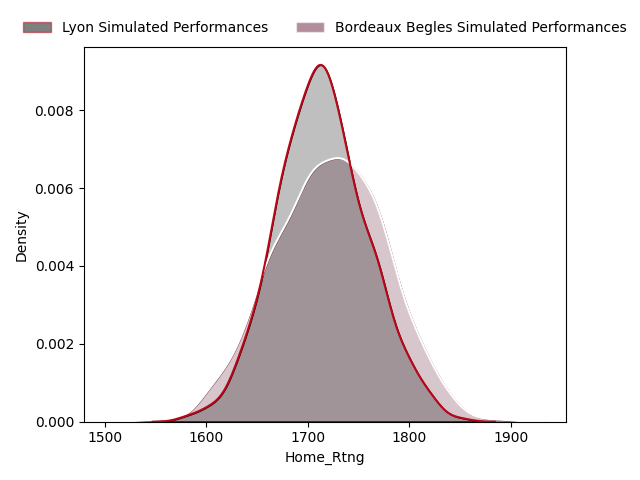 Lyon Simulated Performances
Bordeaux Begles Simulated Performances
Density
0.008
0.006
0.004
0.002
0.000
1500 1600 1700 1800 1900
Home_Rtng